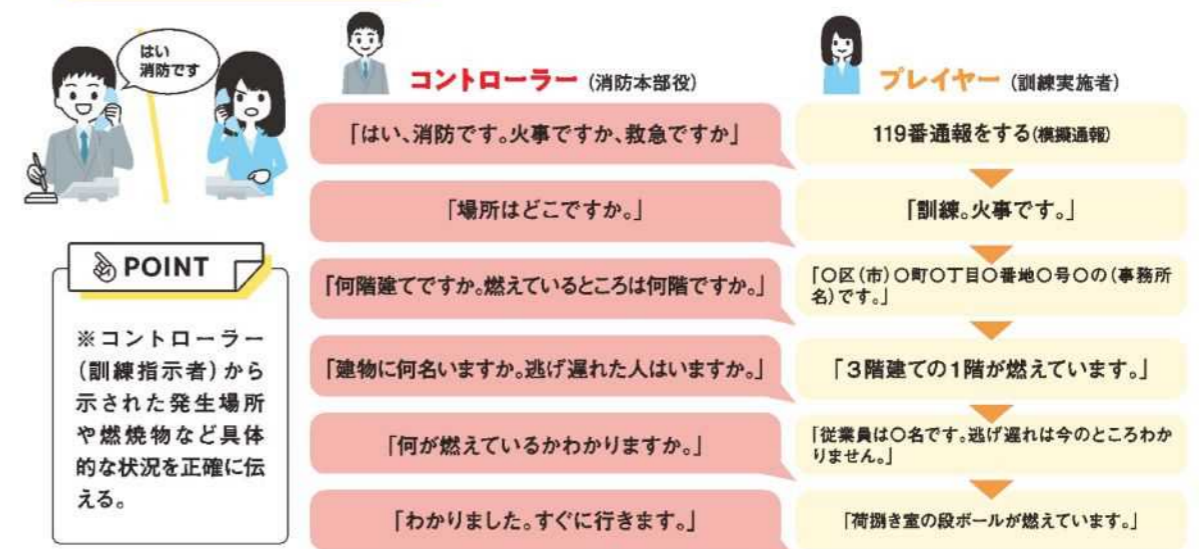 はい
消防です
コントローラー (消防本部役)
プレイヤー (訓練実施者)
119番通報をする(模擬通報)
「はい、消防です。火事ですか、救急ですか」
「訓練。火事です。」
「場所はどこですか。」
「○区(市)○町○丁目○番地○号○の(事務所
名)です。」
「何階建てですか。燃えているところは何階ですか。」
「3階建ての1階が燃えています。」
「建物に何名いますか。逃げ遅れた人はいますか。」
「従業員は○名です。逃げ遅れは今のところわか
りません。」
「何が燃えているかわかりますか。」
「荷捌き室の段ボールが燃えています。」
「わかりました。すぐに行きます。」
POINT
※コントローラー
(訓練指示者)から
示された発生場所
や燃焼物など具体
的な状況を正確に伝
える。